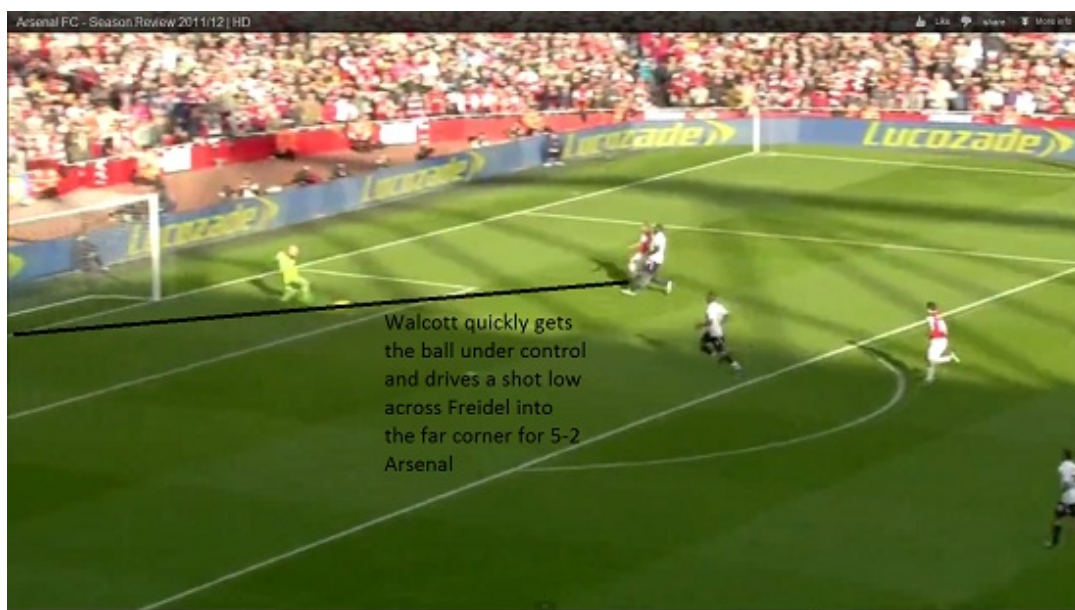 Arsenal FC - Season Review 2011/12 | HD
Like share More info
Lucozade
Lucozade
Lucozade
Lucozade
Lucozade
Walcott quickly gets
the ball under control
and drives a shot low
across Freidel into
the far corner for 5-2
Arsenal